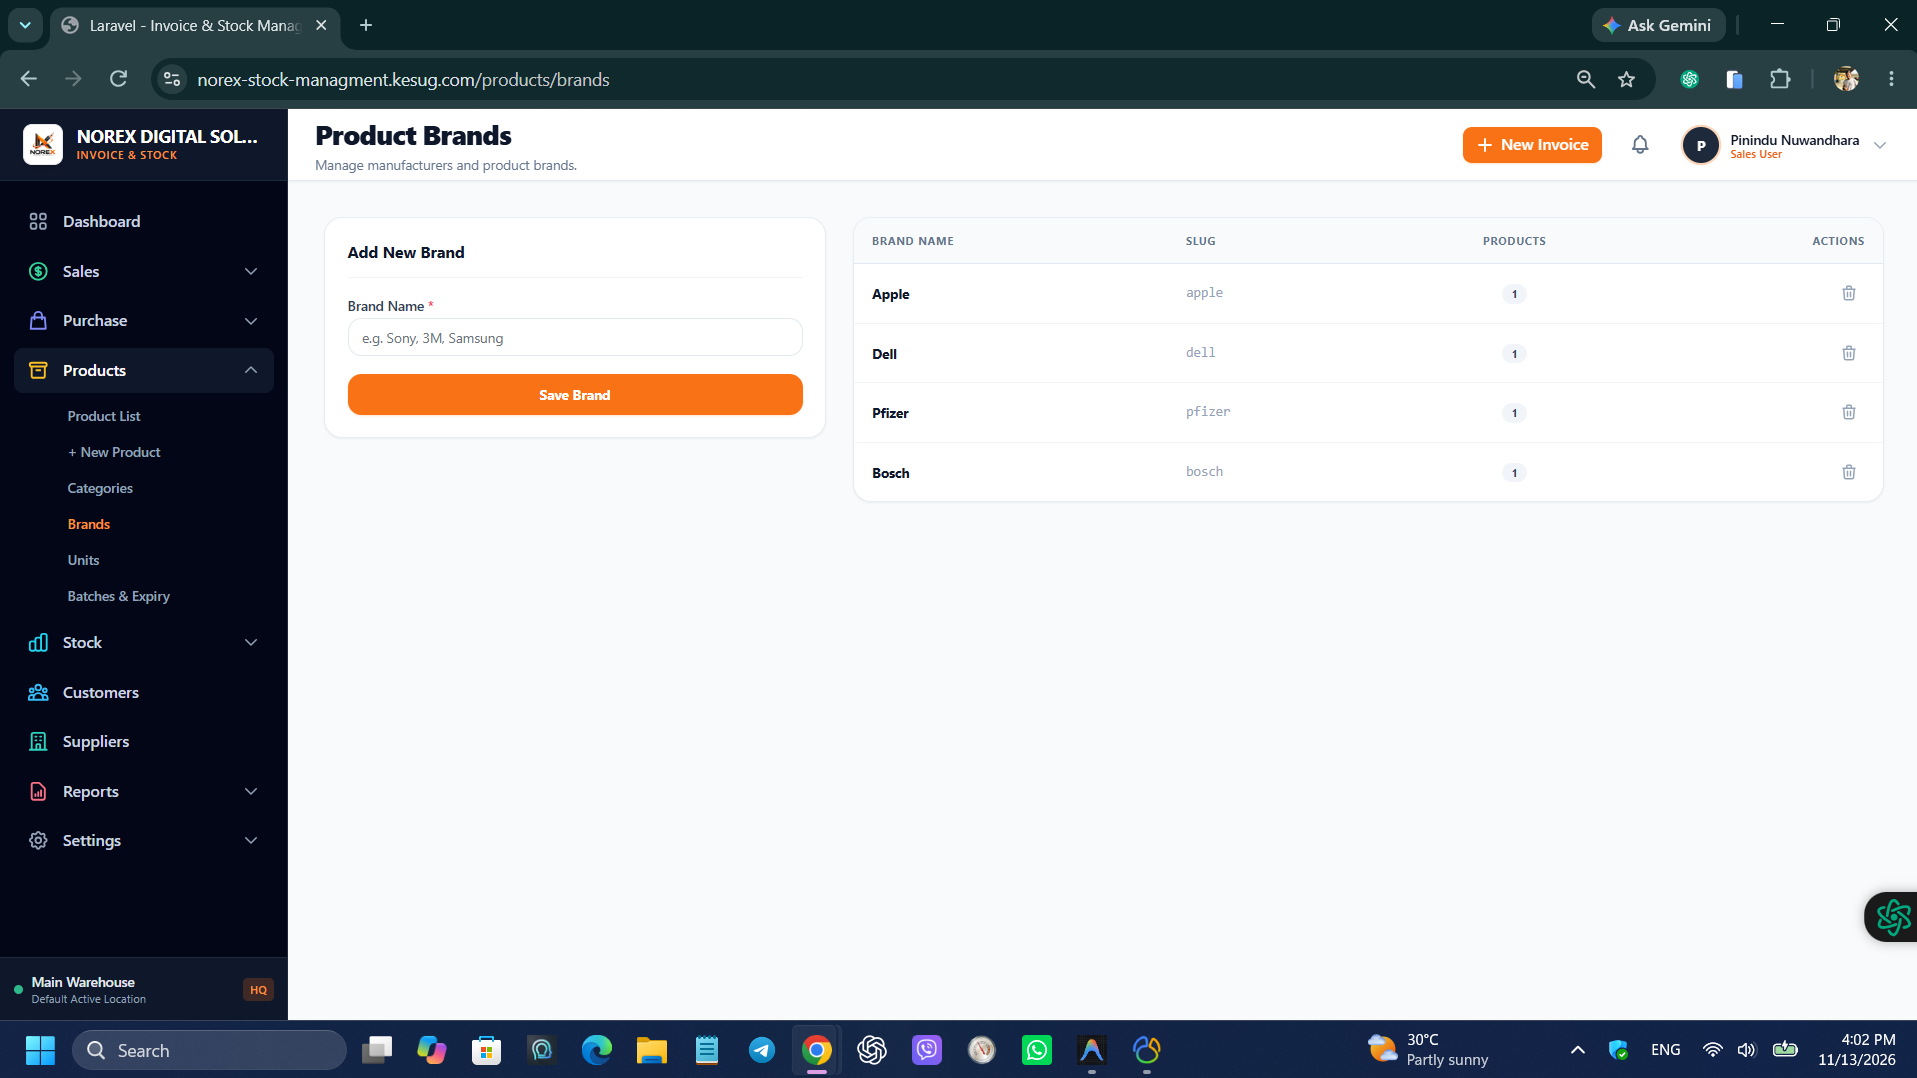 Laravel - Invoice & Stock Manag
Ask Gemini
norex-stock-managment.kesug.com/products/brands
NOREX
NOREX DIGITAL SOL...
INVOICE & STOCK
Product Brands
Manage manufacturers and product brands.
+ New Invoice
P
Pinindu Nuwandhara
Sales User
Dashboard
Sales
Purchase
Products
Product List
+ New Product
Categories
Brands
Units
Batches & Expiry
Stock
Customers
Suppliers
Reports
Settings
Main Warehouse
Default Active Location
HQ
Add New Brand
Brand Name *
e.g. Sony, 3M, Samsung
Save Brand
BRAND NAME SLUG PRODUCTS ACTIONS
Apple apple 1
Dell dell 1
Pfizer pfizer 1
Bosch bosch 1
Search
30°C
Partly sunny
ENG
4:02 PM
11/13/2026